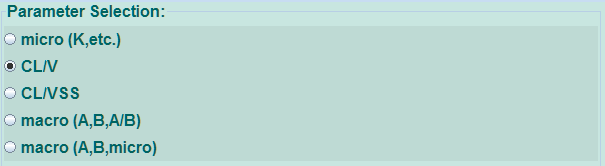 Parameter Selection:
micro (K,etc.)
CL/V
CL/VSS
macro (A,B,A/B)
macro (A,B,micro)